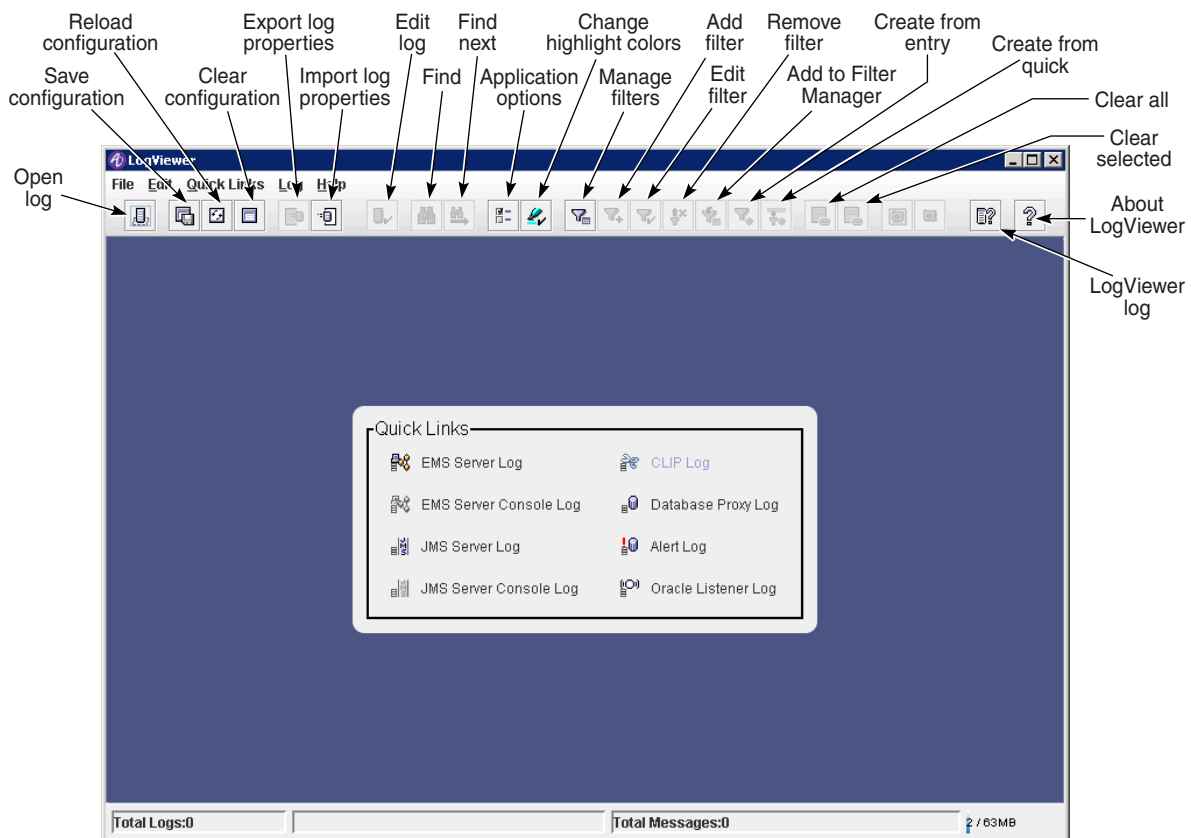 Reload
configuration
Export log
properties
Edit
log
Find
next
Change
highlight colors
Add
filter
Remove
filter
Create from
entry
Create from
quick
Save
configuration
Clear
configuration
Import log
properties
Find
Application
options
Manage
filters
Edit
filter
Add to Filter
Manager
Clear all
Clear
selected
Open
log
About
LogViewer
LogViewer
log
LogViewer
File Edit Quick Links Log Help
Quick Links
EMS Server Log
CLIP Log
EMS Server Console Log
Database Proxy Log
JMS Server Log
Alert Log
JMS Server Console Log
Oracle Listener Log
Total Logs:0
Total Messages:0
2 / 63MB